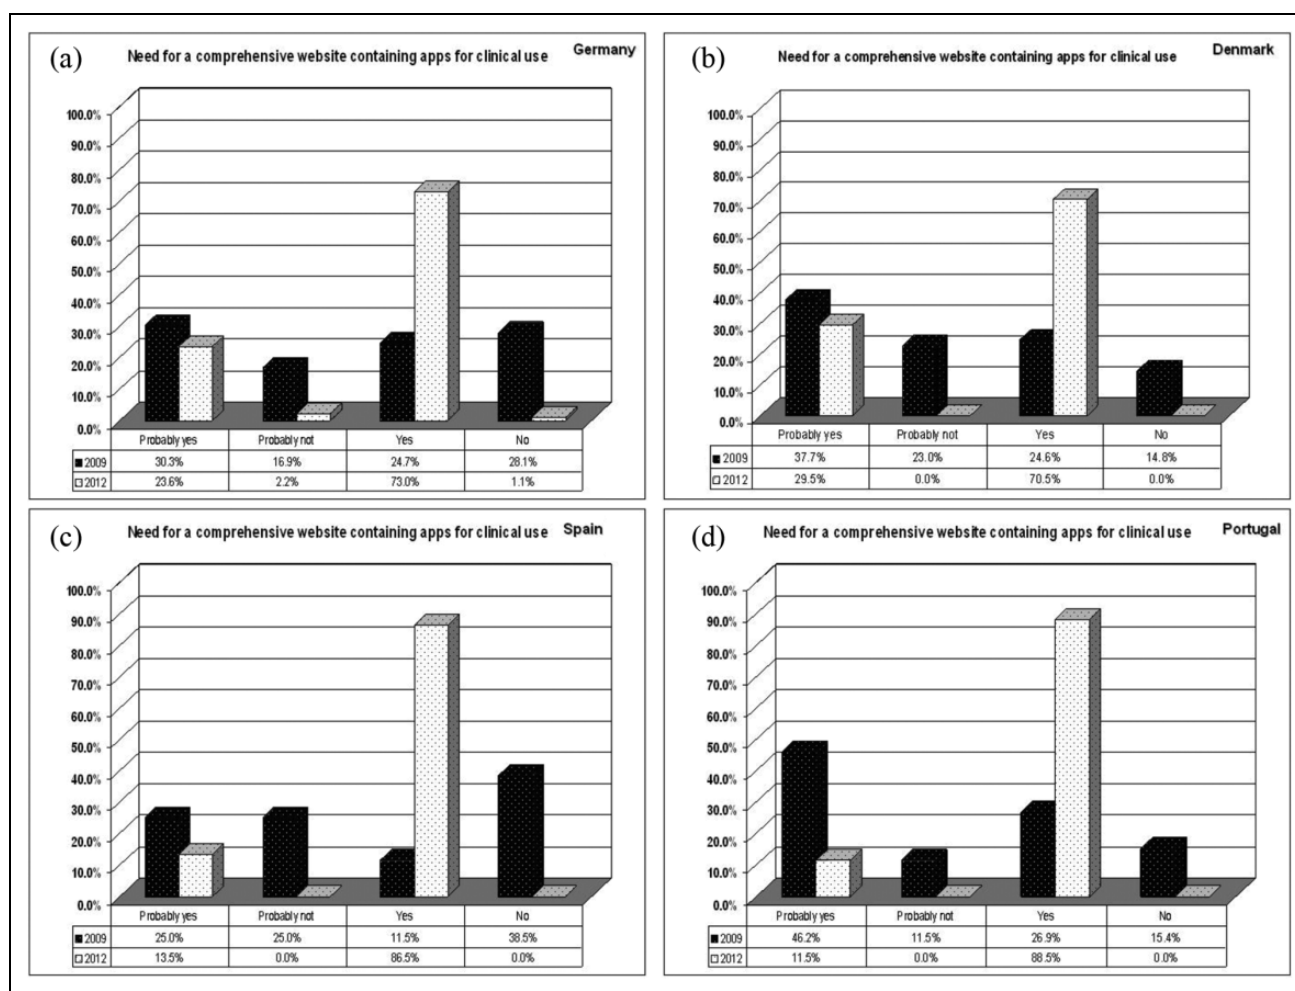 (a) Need for a comprehensive website containing apps for clinical use Germany
100.0%
90.0%
80.0%
70.0%
60.0%
50.0%
40.0%
30.0%
20.0%
10.0%
0.0%
Probably yes Probably not Yes No
2009 30.3% 16.9% 24.7% 28.1%
2012 23.6% 2.2% 73.0% 1.1%
(b) Need for a comprehensive website containing apps for clinical use Denmark
100.0%
90.0%
80.0%
70.0%
60.0%
50.0%
40.0%
30.0%
20.0%
10.0%
0.0%
Probably yes Probably not Yes No
2009 37.7% 23.0% 24.6% 14.8%
2012 29.5% 0.0% 70.5% 0.0%
(c) Need for a comprehensive website containing apps for clinical use Spain
100.0%
90.0%
80.0%
70.0%
60.0%
50.0%
40.0%
30.0%
20.0%
10.0%
0.0%
Probably yes Probably not Yes No
2009 25.0% 25.0% 11.5% 38.5%
2012 13.5% 0.0% 86.5% 0.0%
(d) Need for a comprehensive website containing apps for clinical use Portugal
100.0%
90.0%
80.0%
70.0%
60.0%
50.0%
40.0%
30.0%
20.0%
10.0%
0.0%
Probably yes Probably not Yes No
2009 46.2% 11.5% 26.9% 15.4%
2012 11.5% 0.0% 88.5% 0.0%